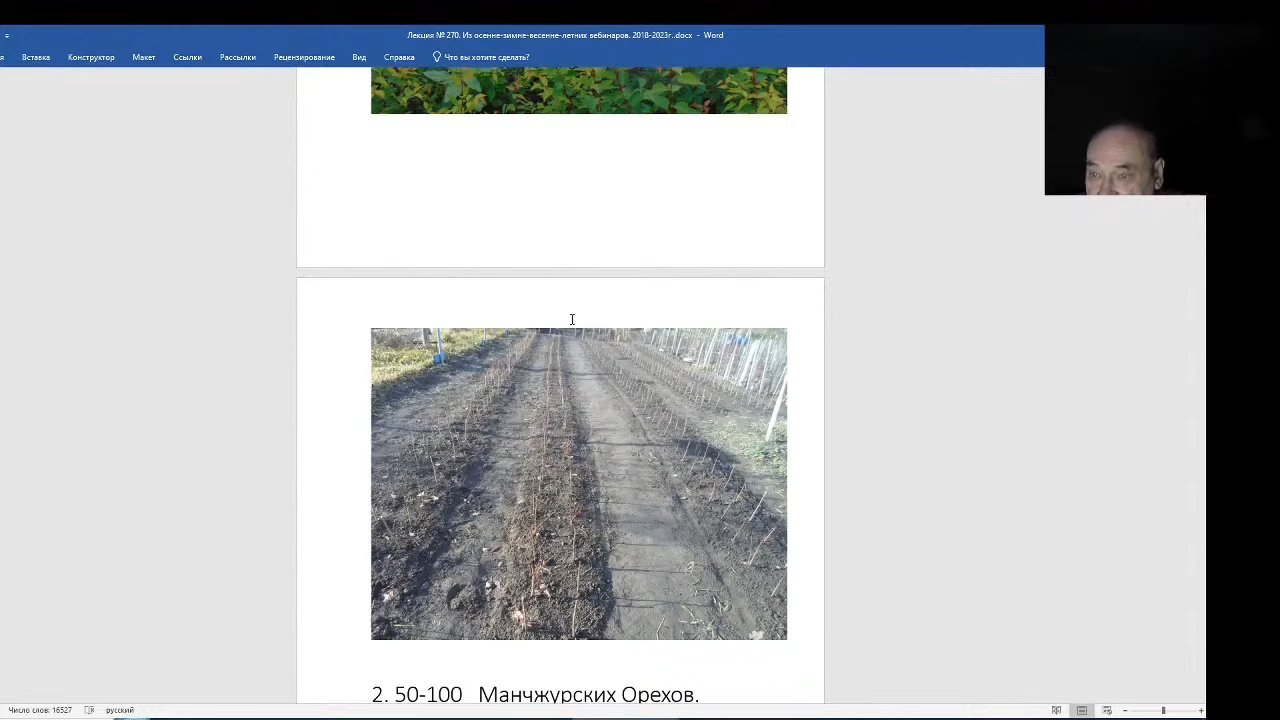 Лекция № 270. Из осенне-зимне-весенне-летних вебинаров. 2018-2023г..docx - Word
я Вставка Конструктор Макет Ссылки Рассылки Рецензирование Вид Справка Что вы хотите сделать?
2. 50-100 Манчжурских Орехов.
Число слов: 16527 русский